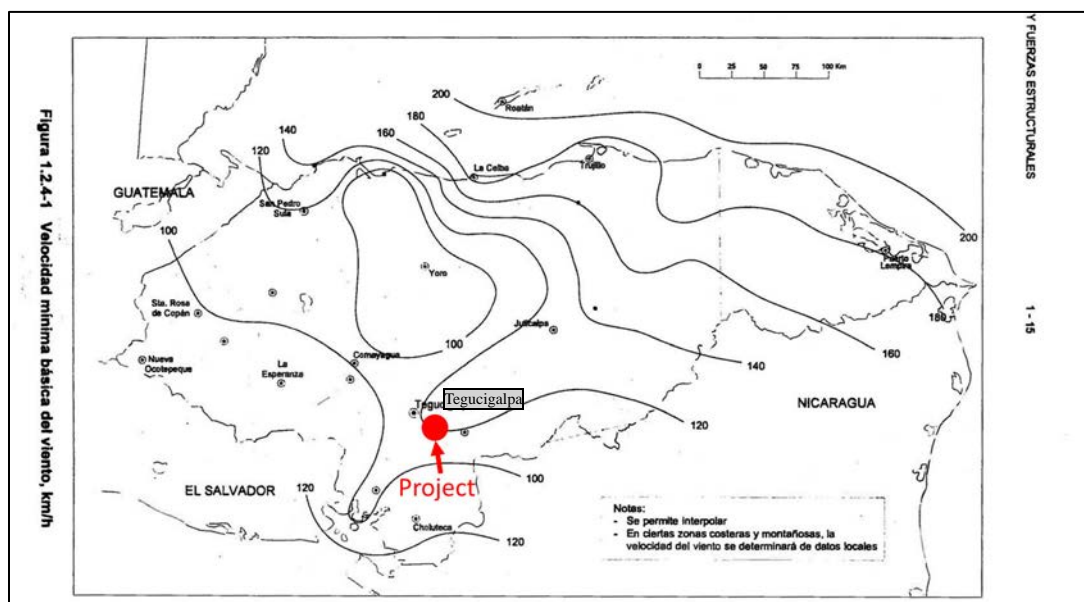 Y FUERZAS ESTRUCTURALES
1 - 15
Figura 1.2.4-1 Velocidad mínima básica del viento, km/h
0 25 50 75 100 Km
200
Roatán
180
160
140
120
La Ceiba
Trujillo
GUATEMALA
San Pedro
Sula
100
200
Puerto
Lempira
Yoro
Sta. Rosa
de Copán
180
Juticalpa
160
100
Comayagua
140
Nueva
Ocotepeque
La
Esperanza
Tegucigalpa
NICARAGUA
120
Project
EL SALVADOR
120
100
Choluteca
120
Notas:
- Se permite interpolar
- En ciertas zonas costeras y montañosas, la
velocidad del viento se determinará de datos locales